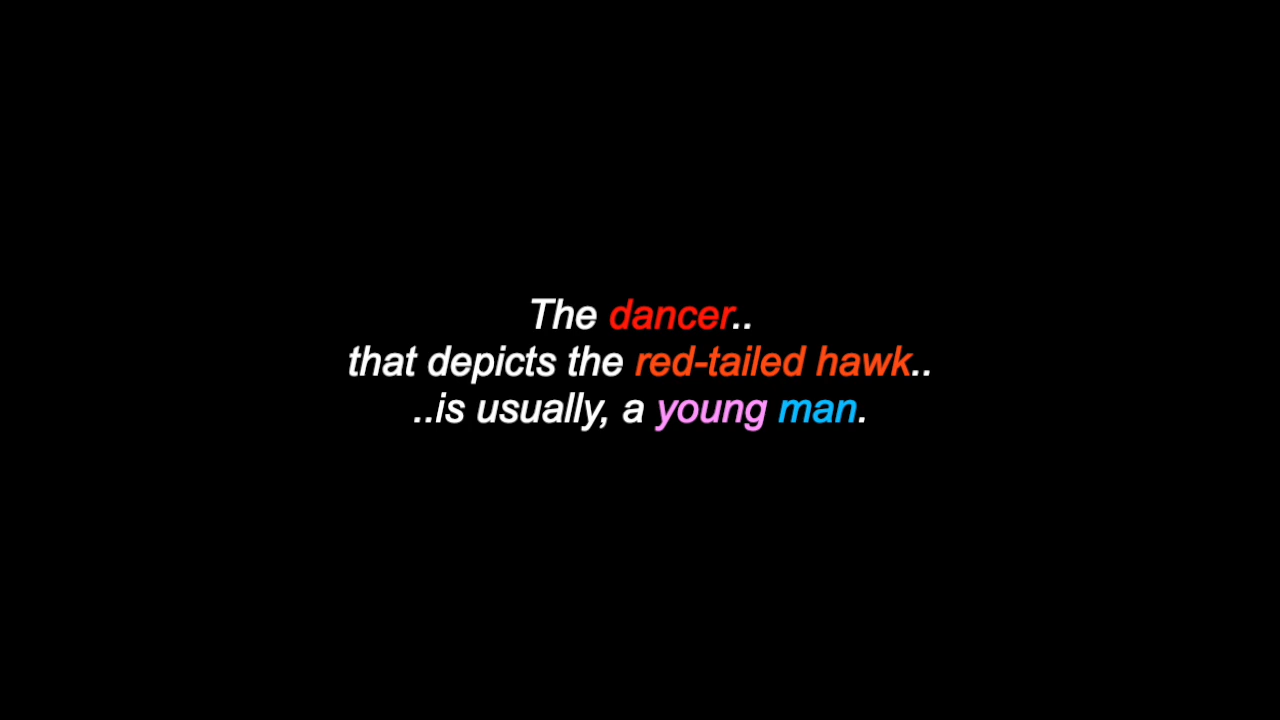 The dancer..
that depicts the red-tailed hawk..
..is usually, a young man.